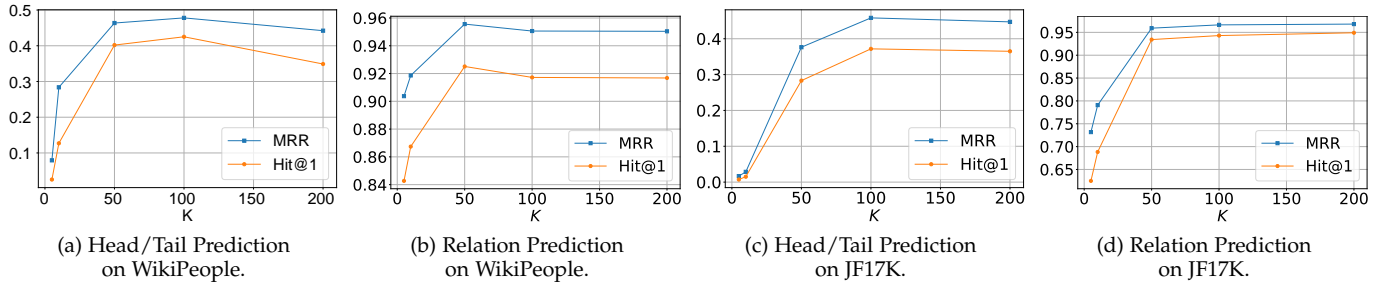 0.5
0.4
0.3
0.2
0.1
0 50 100 150 200
K
MRR
Hit@1
(a) Head/Tail Prediction
on WikiPeople.
0.96
0.94
0.92
0.90
0.88
0.86
0.84
0 50 100 150 200
K
MRR
Hit@1
(b) Relation Prediction
on WikiPeople.
0.4
0.3
0.2
0.1
0.0
0 50 100 150 200
K
MRR
Hit@1
(c) Head/Tail Prediction
on JF17K.
0.95
0.90
0.85
0.80
0.75
0.70
0.65
0 50 100 150 200
K
MRR
Hit@1
(d) Relation Prediction
on JF17K.